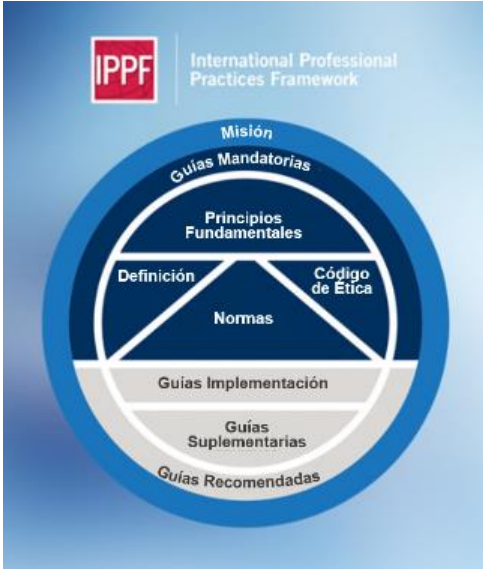 IPPF
International Professional
Practices Framework
Misión
Guías Mandatorias
Principios
Fundamentales
Definición
Código
de Ética
Normas
Guías Implementación
Guías
Suplementarias
Guías Recomendadas